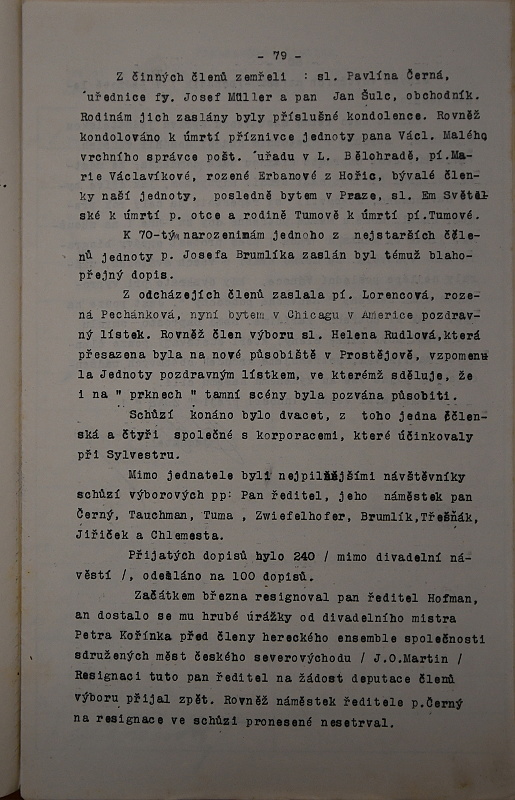 - 79 -
Z činných členů zemřeli : sl. Pavlína Černá,
´uřednice fy. Josef Müller a pan Jan Šulc, obchodník.
Rodinám jich zaslány byly příslušné kondolence. Rovněž
kondolováno k úmrtí příznivce jednoty pana Václ. Malého
vrchního správce pošt. ´uřadu v L. Bělohradě, pí.Ma-
rie Václavíkové, rozené Erbanové z Hořic, bývalé člen-
ky naší jednoty, posledně bytem v Praze, sl. Em Světel-
ské k úmrtí p. otce a rodině Tumově k úmrtí pí.Tumové.
K 70-tým narozeninám jednoho z nejstarších čěle-
nů jednoty p. Josefa Brumlíka zaslán byl témuž blaho-
přejný dopis.
Z odcházejících členů zaslala pí. Lorencová, roze-
ná Pechánková, nyní bytem v Chicagu v Americe pozdrav-
ný lístek. Rovněž člen výboru sl. Helena Rudlová,která
přesazena byla na nové působiště v Prostějově, vzpomenu
la Jednoty pozdravným lístkem, ve kterémž sděluje, že
i na " prknech " tamní scény byla pozvána působiti.
Schůzí konáno bylo dvacet, z toho jedna ččlen-
ská a čtyři společné s korporacemi, které účinkovaly
při Sylvestru.
Mimo jednatele byli nejpilnějšími návštěvníky
schůzí výborových pp: Pan ředitel, jeho náměstek pan
Černý, Tauchman, Tuma , Zwiefelhofer, Brumlík,Třešňák,
Jiříček a Chlemesta.
Přijatých dopisů bylo 240 / mimo divadelní ná-
věstí /, odesláno na 100 dopisů.
Začátkem března resignoval pan ředitel Hofman,
an dostalo se mu hrubé úrážky od divadelního mistra
Petra Kořínka před členy hereckého ensemble společnosti
sdružených měst českého severovýchodu / J.O.Martin /
Resignaci tuto pan ředitel na žádost deputace členů
výboru přijal zpět. Rovněž náměstek ředitele p.Černý
na resignace ve schůzi pronesené nesetrval.